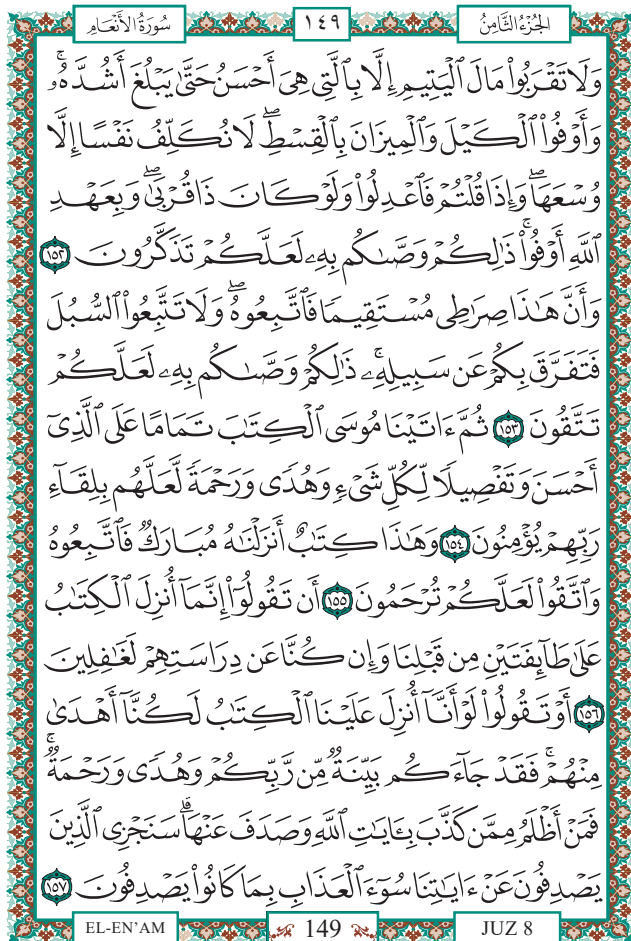 سُورَةُ الأَنْعَامِ ١٤٩ الجُزْءُ الثَّامِنُ
وَلَا تَقْرَبُوا۟ مَالَ ٱلْيَتِيمِ إِلَّا بِٱلَّتِى هِىَ أَحْسَنُ حَتَّىٰ يَبْلُغَ أَشُدَّهُۥۚ
وَأَوْفُوا۟ ٱلْكَيْلَ وَٱلْمِيزَانَ بِٱلْقِسْطِۖ لَا نُكَلِّفُ نَفْسًا إِلَّا
وُسْعَهَاۖ وَإِذَا قُلْتُمْ فَٱعْدِلُوا۟ وَلَوْ كَانَ ذَا قُرْبَىٰۖ وَبِعَهْدِ
ٱللَّهِ أَوْفُوا۟ۚ ذَٰلِكُمْ وَصَّىٰكُم بِهِۦ لَعَلَّكُمْ تَذَكَّرُونَ ١٥٢
وَأَنَّ هَٰذَا صِرَٰطِى مُسْتَقِيمًا فَٱتَّبِعُوهُۖ وَلَا تَتَّبِعُوا۟ ٱلسُّبُلَ
فَتَفَرَّقَ بِكُمْ عَن سَبِيلِهِۦۚ ذَٰلِكُمْ وَصَّىٰكُم بِهِۦ لَعَلَّكُمْ
تَتَّقُونَ ١٥٣ ثُمَّ ءَاتَيْنَا مُوسَى ٱلْكِتَٰبَ تَمَامًا عَلَى ٱلَّذِىٓ
أَحْسَنَ وَتَفْصِيلًا لِّكُلِّ شَىْءٍ وَهُدًى وَرَحْمَةً لَّعَلَّهُم بِلِقَآءِ
رَبِّهِمْ يُؤْمِنُونَ ١٥٤ وَهَٰذَا كِتَٰبٌ أَنزَلْنَٰهُ مُبَارَكٌ فَٱتَّبِعُوهُ
وَٱتَّقُوا۟ لَعَلَّكُمْ تُرْحَمُونَ ١٥٥ أَن تَقُولُوٓا۟ إِنَّمَآ أُنزِلَ ٱلْكِتَٰبُ
عَلَىٰ طَآئِفَتَيْنِ مِن قَبْلِنَا وَإِن كُنَّا عَن دِرَاسَتِهِمْ لَغَٰفِلِينَ
١٥٦ أَوْ تَقُولُوا۟ لَوْ أَنَّآ أُنزِلَ عَلَيْنَا ٱلْكِتَٰبُ لَكُنَّآ أَهْدَىٰ
مِنْهُمْۚ فَقَدْ جَآءَكُم بَيِّنَةٌ مِّن رَّبِّكُمْ وَهُدًى وَرَحْمَةٌۚ
فَمَنْ أَظْلَمُ مِمَّن كَذَّبَ بِـَٔايَٰتِ ٱللَّهِ وَصَدَفَ عَنْهَاۗ سَنَجْزِى ٱلَّذِينَ
يَصْدِفُونَ عَنْ ءَايَٰتِنَا سُوٓءَ ٱلْعَذَابِ بِمَا كَانُوا۟ يَصْدِفُونَ ١٥٧
EL-EN'AM 149 JUZ 8